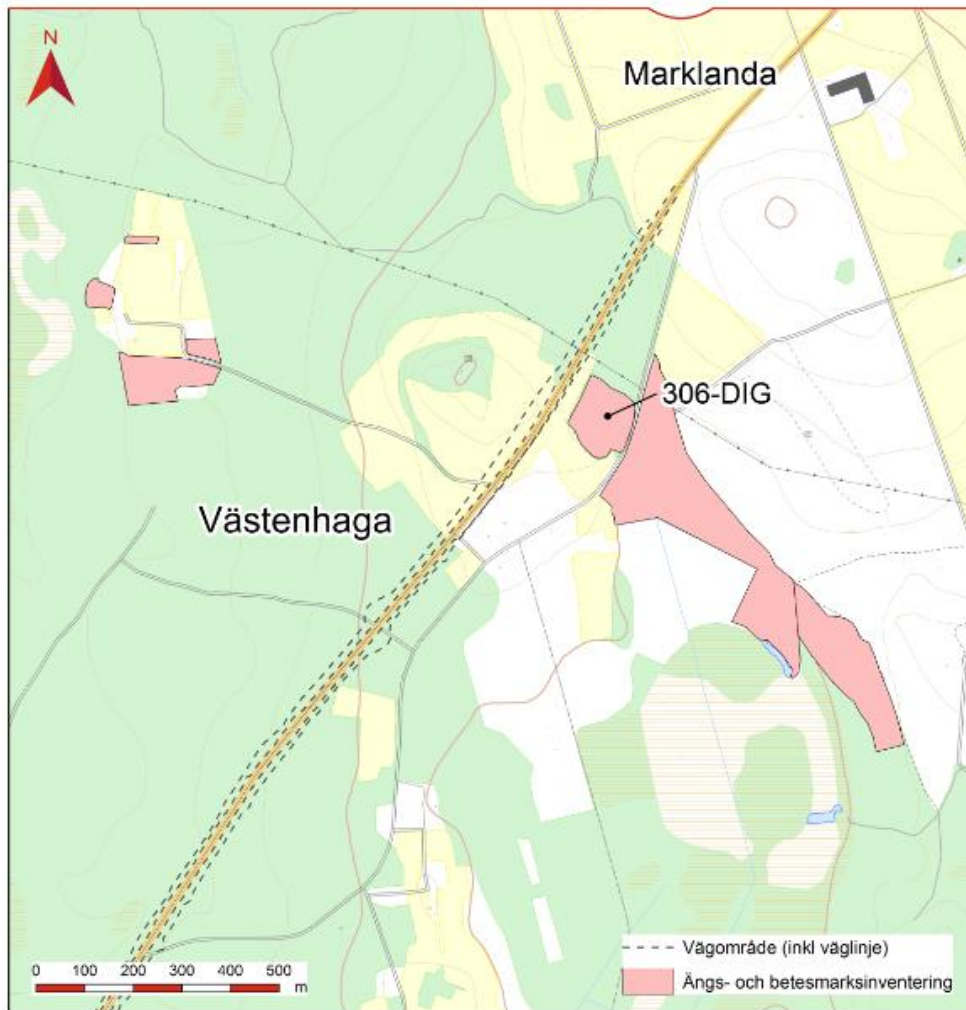 N
Marklanda
306-DIG
Västenhaga
0 100 200 300 400 500
m
Vägområde (inkl väglinje)
Ängs- och betesmarksinventering